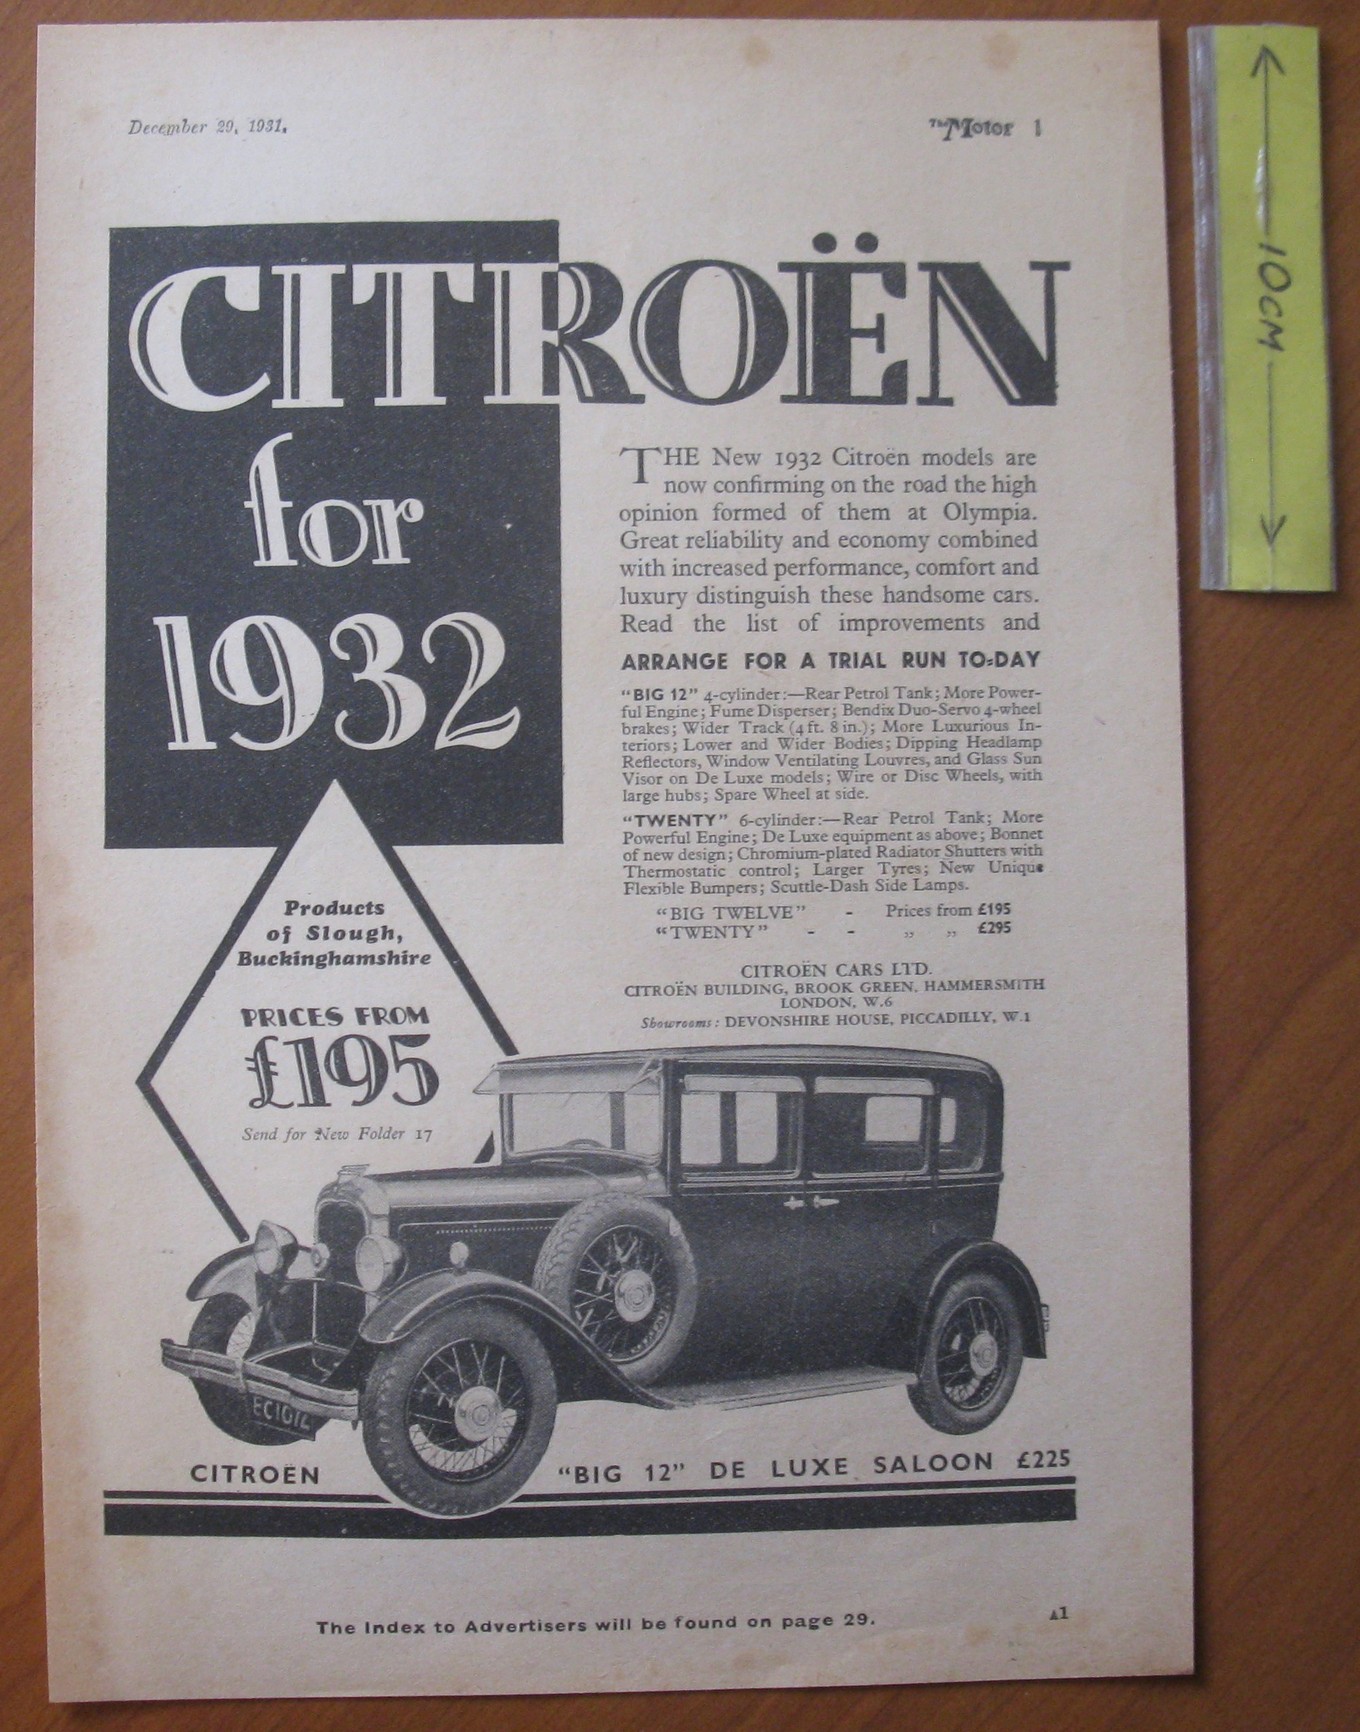 December 29, 1931.
The Motor 1
10CM
CITROËN
for
1932
THE New 1932 Citroën models are
now confirming on the road the high
opinion formed of them at Olympia.
Great reliability and economy combined
with increased performance, comfort and
luxury distinguish these handsome cars.
Read the list of improvements and
ARRANGE FOR A TRIAL RUN TO-DAY
"BIG 12" 4-cylinder:—Rear Petrol Tank; More Power-
ful Engine; Fume Disperser; Bendix Duo-Servo 4-wheel
brakes; Wider Track (4 ft. 8 in.); More Luxurious In-
teriors; Lower and Wider Bodies; Dipping Headlamp
Reflectors, Window Ventilating Louvres, and Glass Sun
Visor on De Luxe models; Wire or Disc Wheels, with
large hubs; Spare Wheel at side.
"TWENTY" 6-cylinder:—Rear Petrol Tank; More
Powerful Engine; De Luxe equipment as above; Bonnet
of new design; Chromium-plated Radiator Shutters with
Thermostatic control; Larger Tyres; New Unique
Flexible Bumpers; Scuttle-Dash Side Lamps.
"BIG TWELVE" - Prices from £195
"TWENTY" - - „ „ £295
CITROËN CARS LTD.
CITROËN BUILDING, BROOK GREEN, HAMMERSMITH
LONDON, W.6
Showrooms: DEVONSHIRE HOUSE, PICCADILLY, W.1
Products
of Slough,
Buckinghamshire
PRICES FROM
£195
Send for New Folder 17
EC1014
CITROËN "BIG 12" DE LUXE SALOON £225
The Index to Advertisers will be found on page 29.
A1